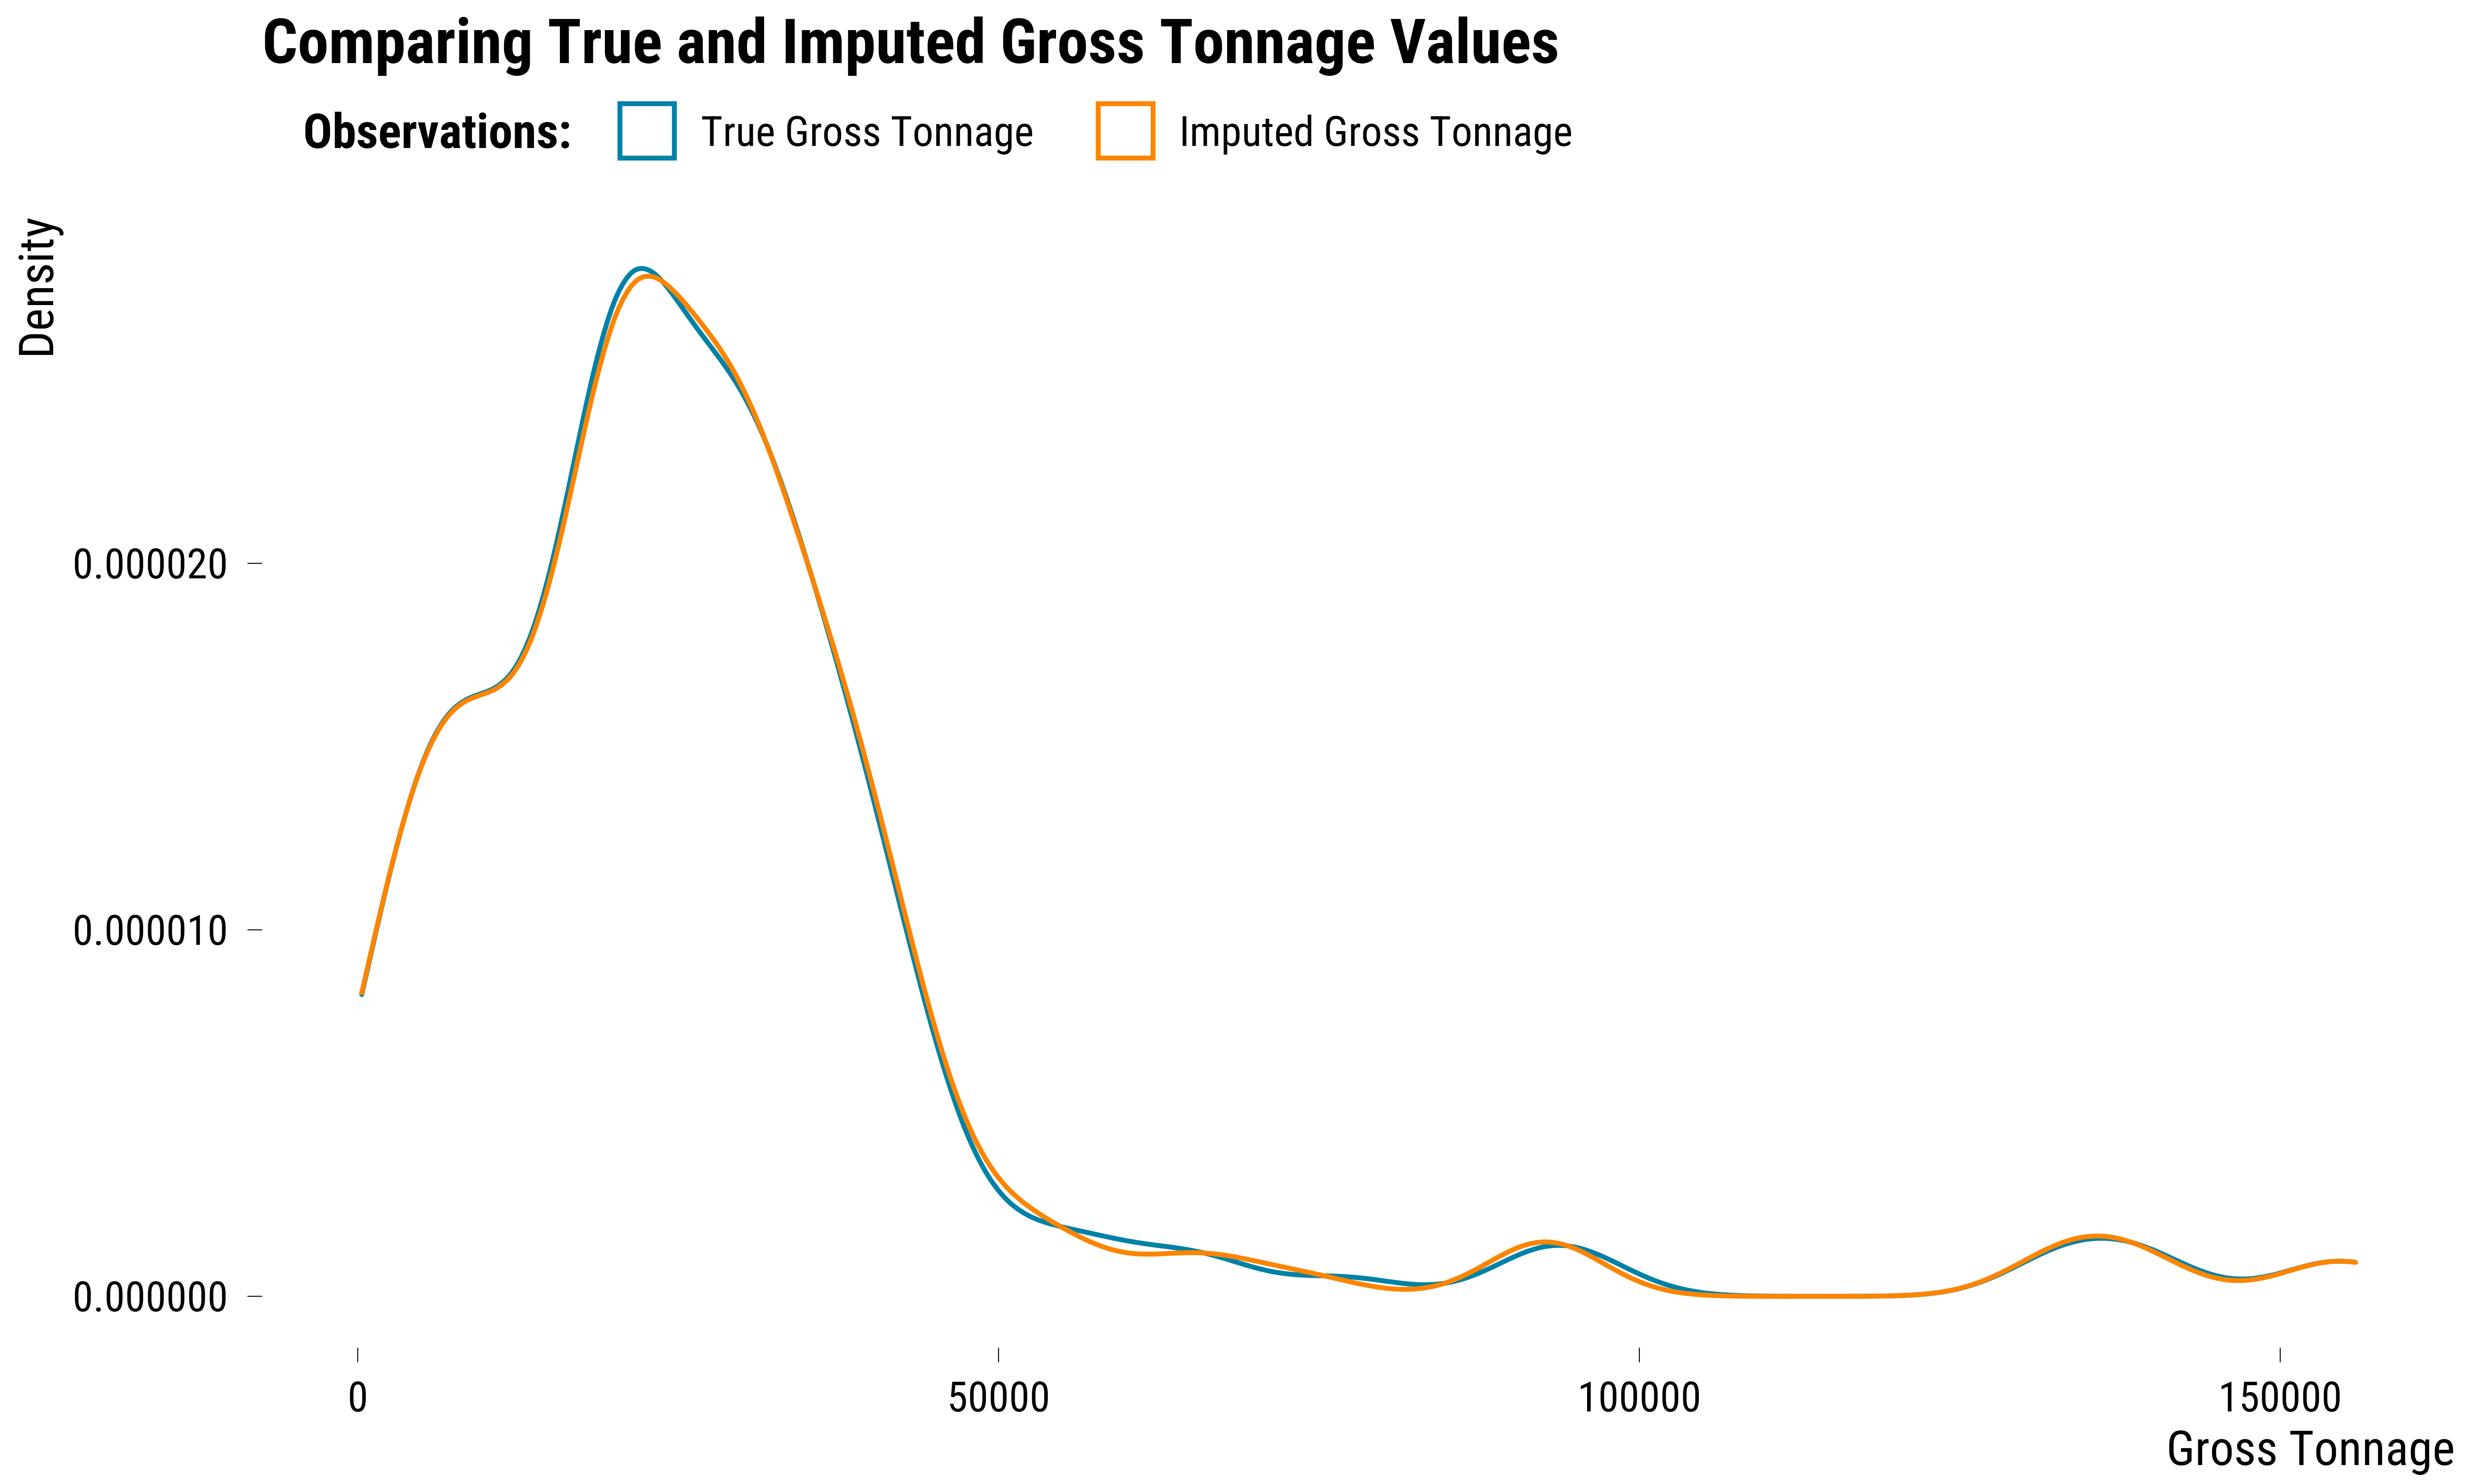 Comparing True and Imputed Gross Tonnage Values
Observations: True Gross Tonnage Imputed Gross Tonnage
Density
0.000020
0.000010
0.000000
0 50000 100000 150000
Gross Tonnage